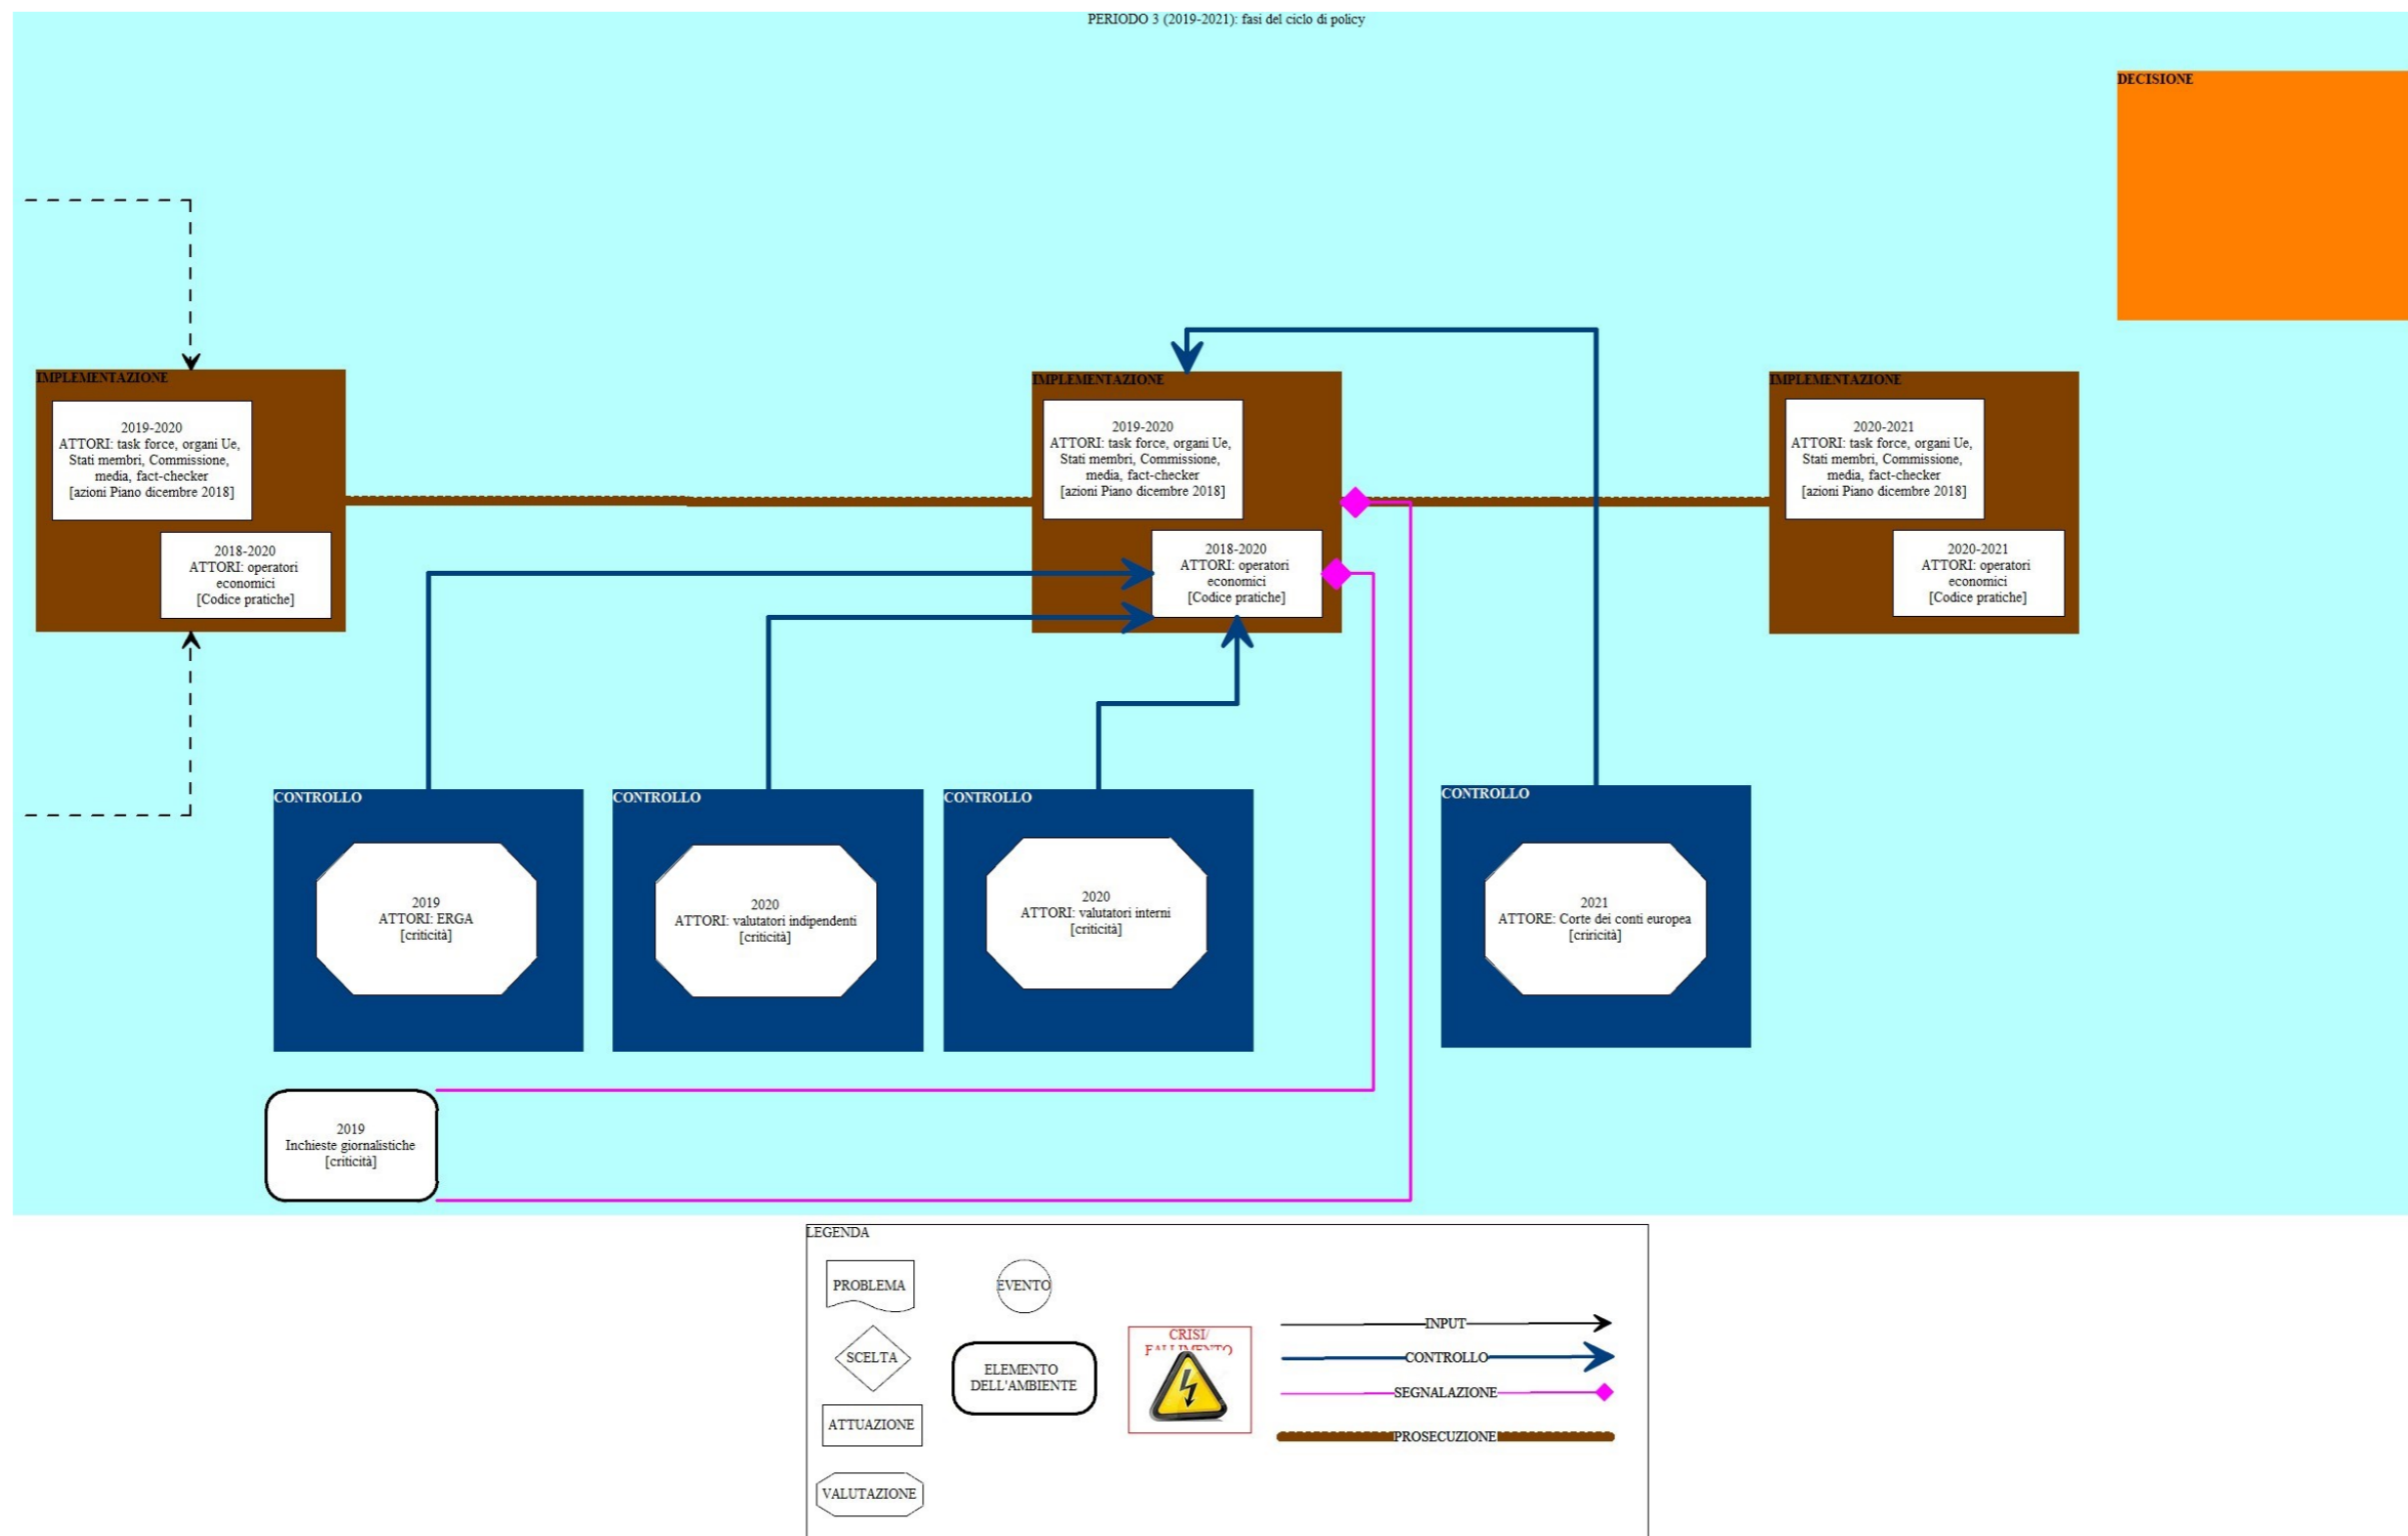 PERIODO 3 (2019-2021): fasi del ciclo di policy
DECISIONE
IMPLEMENTAZIONE
2019-2020
ATTORI: task force, organi Ue,
Stati membri, Commissione,
media, fact-checker
[azioni Piano dicembre 2018]
2018-2020
ATTORI: operatori
economici
[Codice pratiche]
IMPLEMENTAZIONE
2019-2020
ATTORI: task force, organi Ue,
Stati membri, Commissione,
media, fact-checker
[azioni Piano dicembre 2018]
2018-2020
ATTORI: operatori
economici
[Codice pratiche]
IMPLEMENTAZIONE
2020-2021
ATTORI: task force, organi Ue,
Stati membri, Commissione,
media, fact-checker
[azioni Piano dicembre 2018]
2020-2021
ATTORI: operatori
economici
[Codice pratiche]
CONTROLLO
2019
ATTORI: ERGA
[criticità]
CONTROLLO
2020
ATTORI: valutatori indipendenti
[criticità]
CONTROLLO
2020
ATTORI: valutatori interni
[criticità]
CONTROLLO
2021
ATTORE: Corte dei conti europea
[criricità]
2019
Inchieste giornalistiche
[criticità]
LEGENDA
PROBLEMA
EVENTO
SCELTA
ELEMENTO
DELL'AMBIENTE
ATTUAZIONE
VALUTAZIONE
CRISI/
FALLIMENTO
INPUT
CONTROLLO
SEGNALAZIONE
PROSECUZIONE